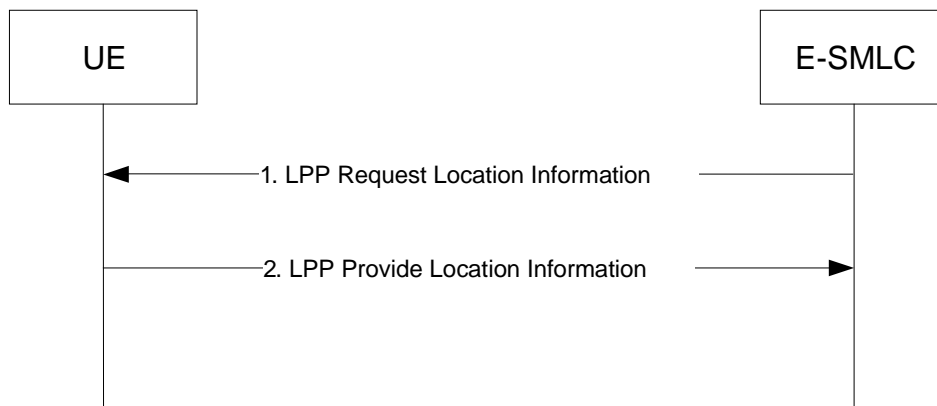 UE
E-SMLC
1. LPP Request Location Information
2. LPP Provide Location Information